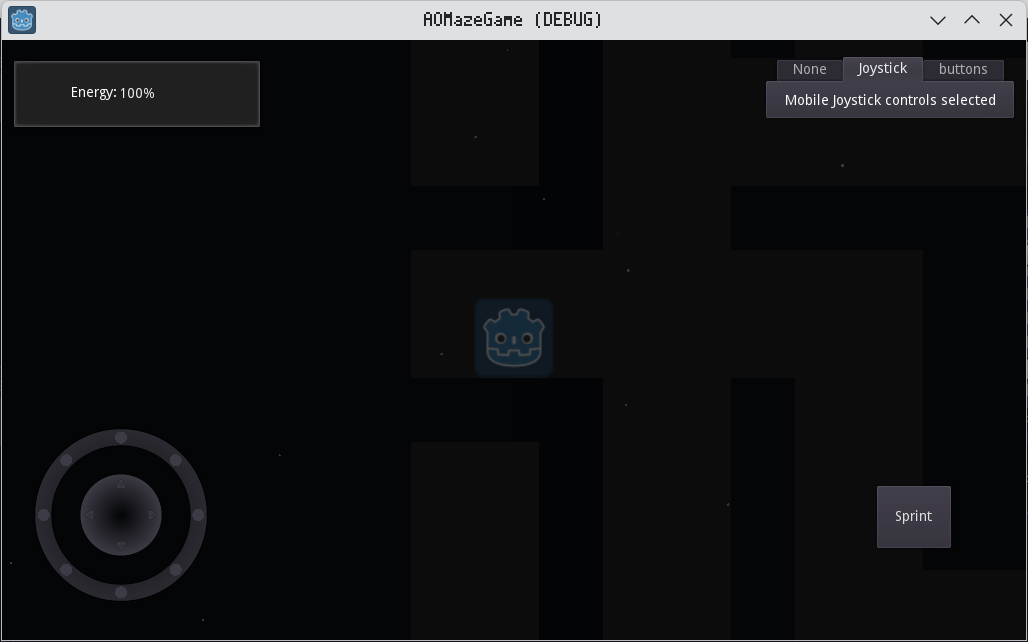 AOMazeGame (DEBUG)
Energy: 100%
None Joystick buttons
Mobile Joystick controls selected
Sprint